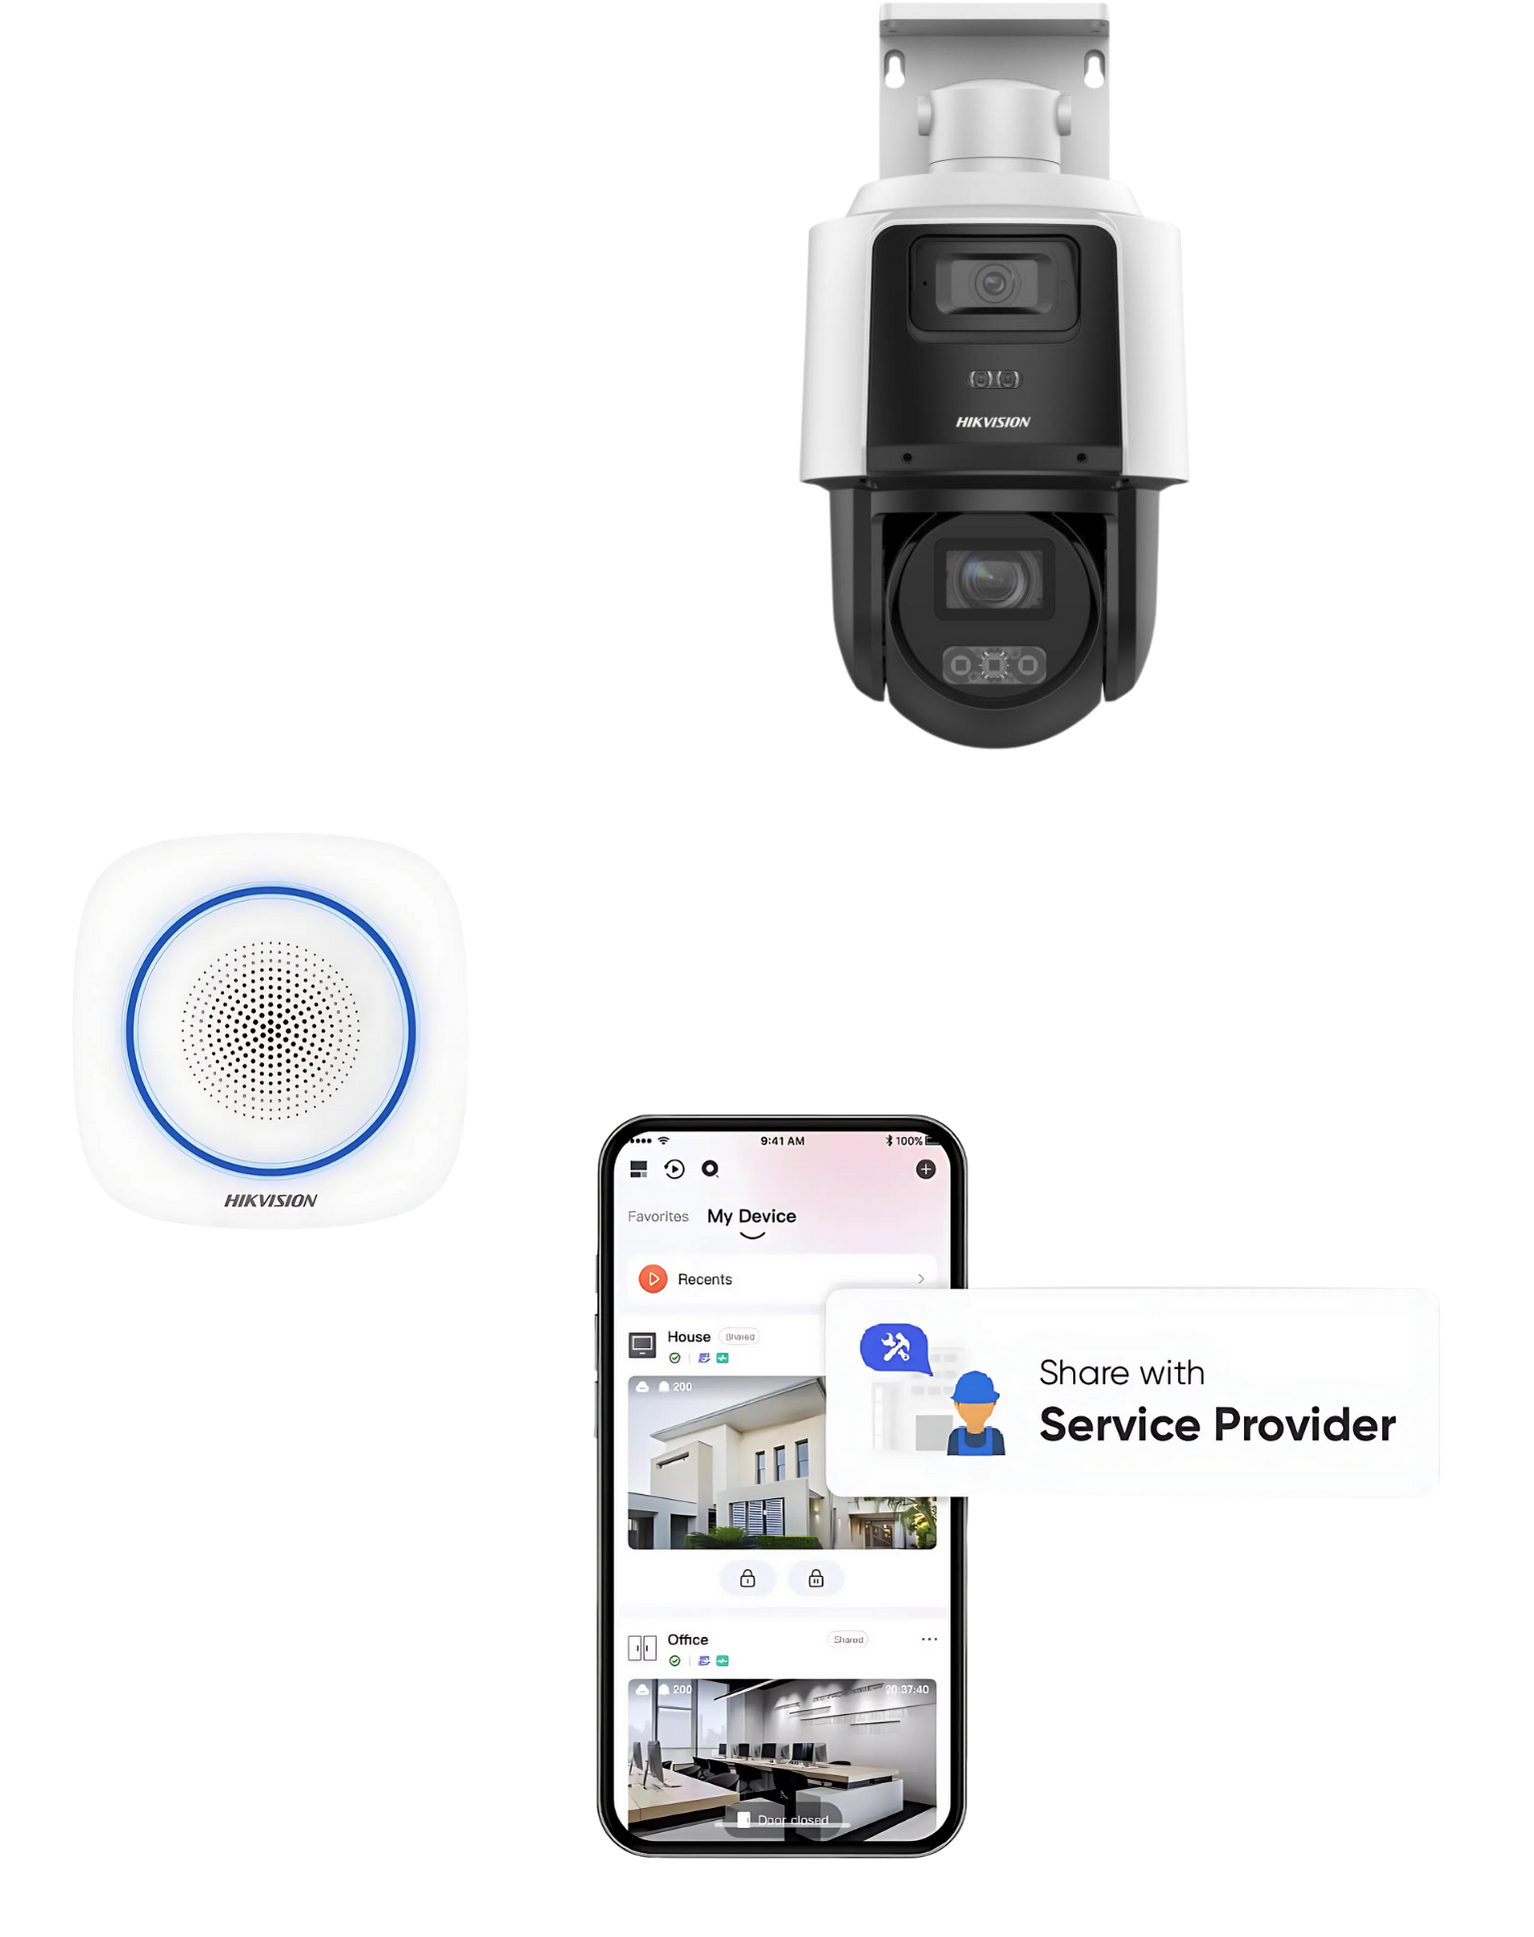 HIKVISION
HIKVISION
9:41 AM
100%
Favorites My Device
Recents
House Shared
200
Share with
Service Provider
Office Shared
200 20:37:40
Door closed